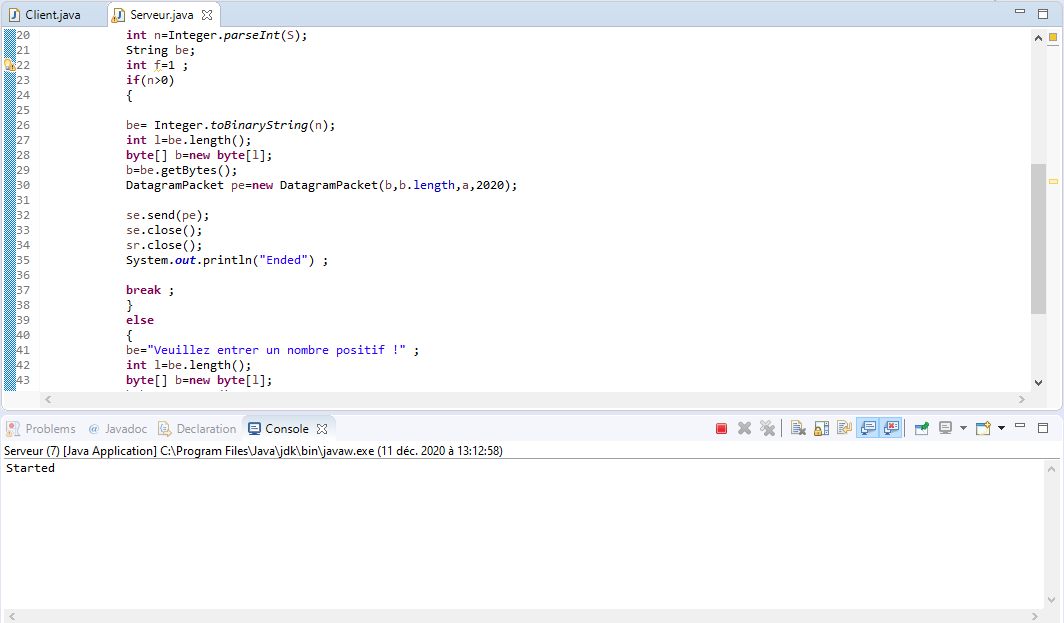 Client.java Serveur.java
20 int n=Integer.parseInt(S);
21 String be;
22 int f=1 ;
23 if(n>0)
24 {
25
26 be= Integer.toBinaryString(n);
27 int l=be.length();
28 byte[] b=new byte[l];
29 b=be.getBytes();
30 DatagramPacket pe=new DatagramPacket(b,b.length,a,2020);
31
32 se.send(pe);
33 se.close();
34 sr.close();
35 System.out.println("Ended") ;
36
37 break ;
38 }
39 else
40 {
41 be="Veuillez entrer un nombre positif !" ;
42 int l=be.length();
43 byte[] b=new byte[l];
Problems @ Javadoc Declaration Console
Serveur (7) [Java Application] C:\Program Files\Java\jdk\bin\javaw.exe (11 déc. 2020 à 13:12:58)
Started